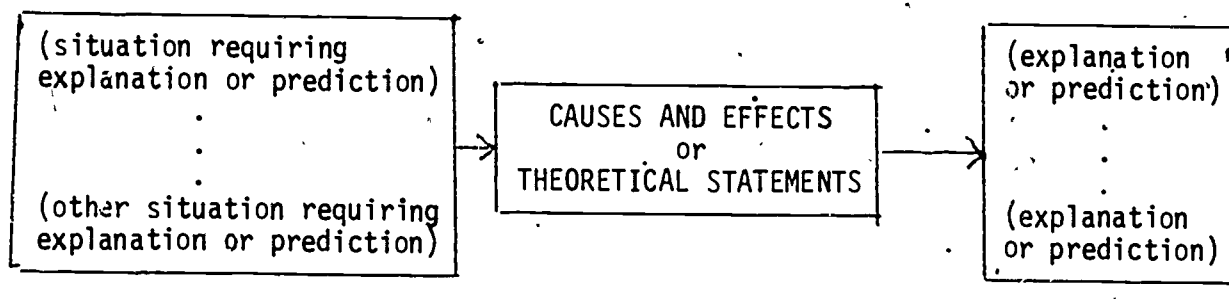 (situation requiring
explanation or prediction)
.
.
.
(other situation requiring
explanation or prediction)
CAUSES AND EFFECTS
or
THEORETICAL STATEMENTS
(explanation
or prediction)
.
.
.
(explanation
or prediction)